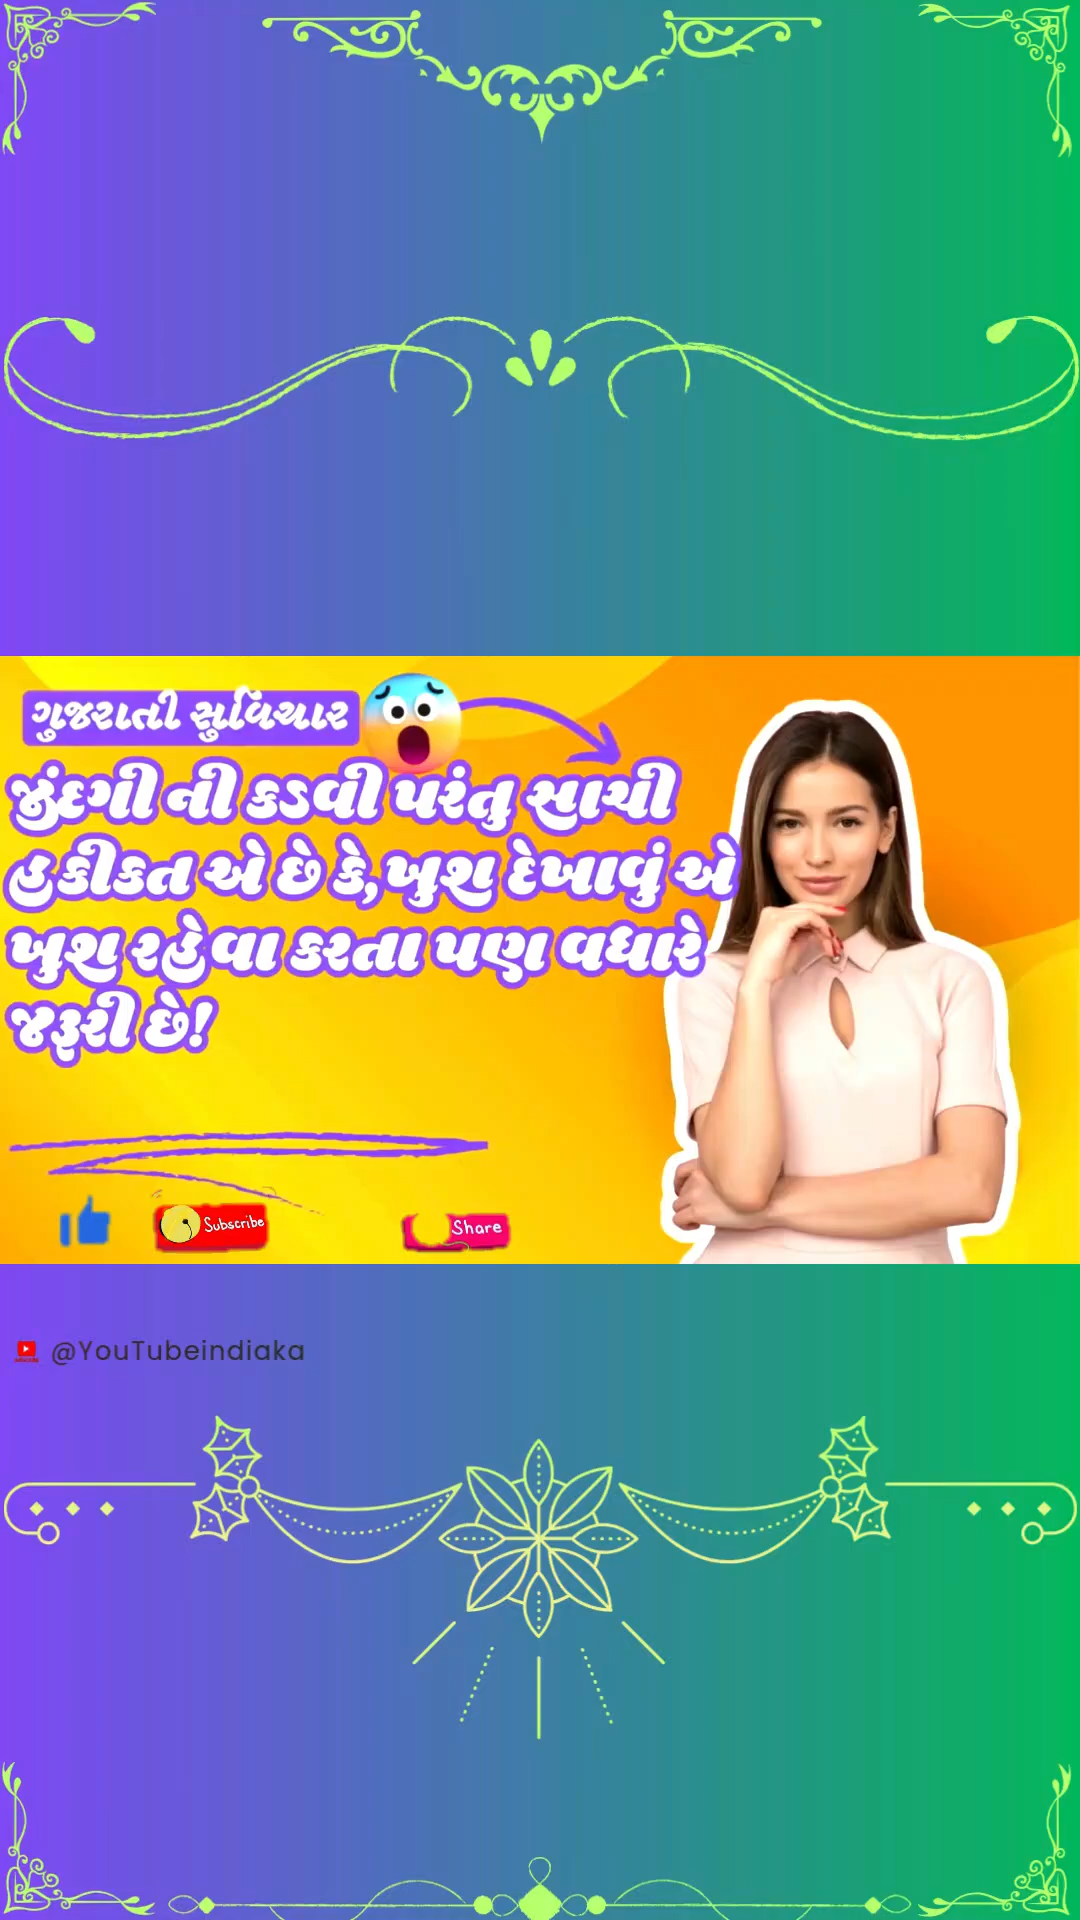 ગુજરાતી સુવિચાર
જીંદગી ની કડવી પરંતુ સાચી
હકીકત એ છે કે,ખુશ દેખાવું એ
ખુશ રહેવા કરતા પણ વધારે
જરૂરી છે!
Subscribe
Share
@YouTubeindiaka